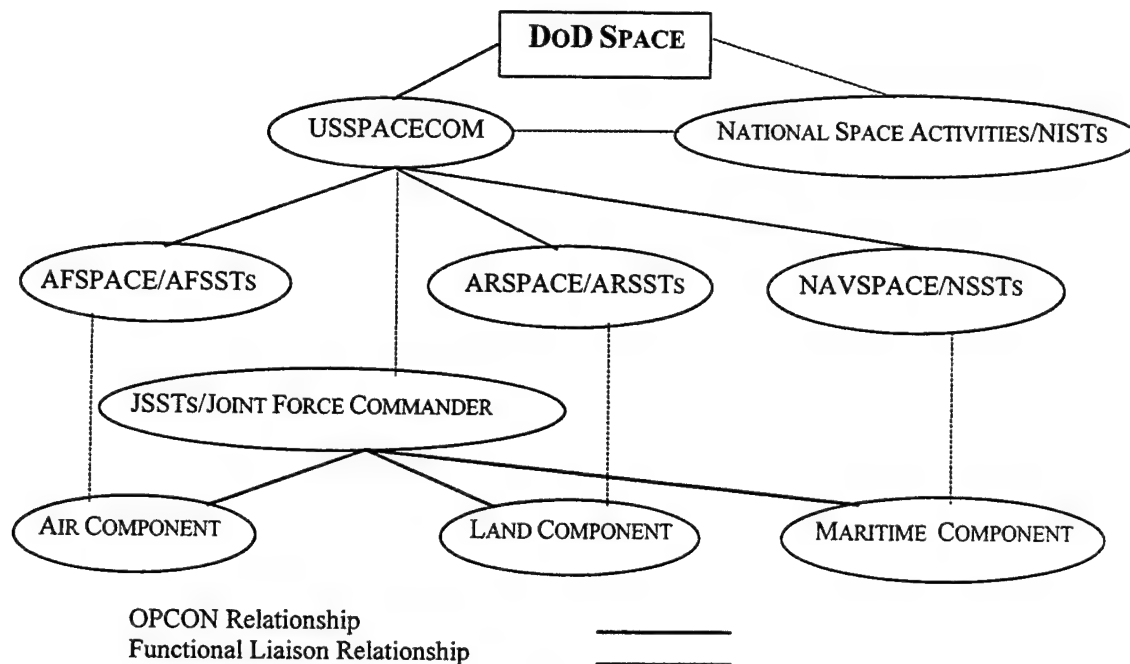 DOD SPACE
USSPACECOM
NATIONAL SPACE ACTIVITIES/NISTs
AFSPACE/AFSSTs
ARSPACE/ARSSTs
NAVSPACE/NSSTs
JSSTs/JOINT FORCE COMMANDER
AIR COMPONENT
LAND COMPONENT
MARITIME COMPONENT
OPCON Relationship
Functional Liaison Relationship